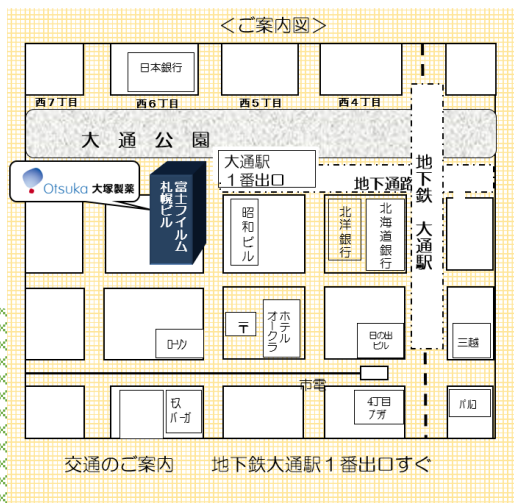 ＜ご案内図＞
日本銀行
西７丁目
西６丁目
西５丁目
西４丁目
大通公園
大通駅
１番出口
地下通路
地下鉄 大通駅
Otsuka 大塚製薬
富士フイルム
札幌ビル
昭和ビル
北洋銀行
北海道銀行
ﾛｰｿﾝ
〒
ホテル
オークラ
日の出
ビル
三越
市電
ﾓｽ
ﾊﾞｰｶﾞ
4丁目
ﾌﾟﾗｻﾞ
ﾊﾟﾙｺ
交通のご案内　　地下鉄大通駅１番出口すぐ